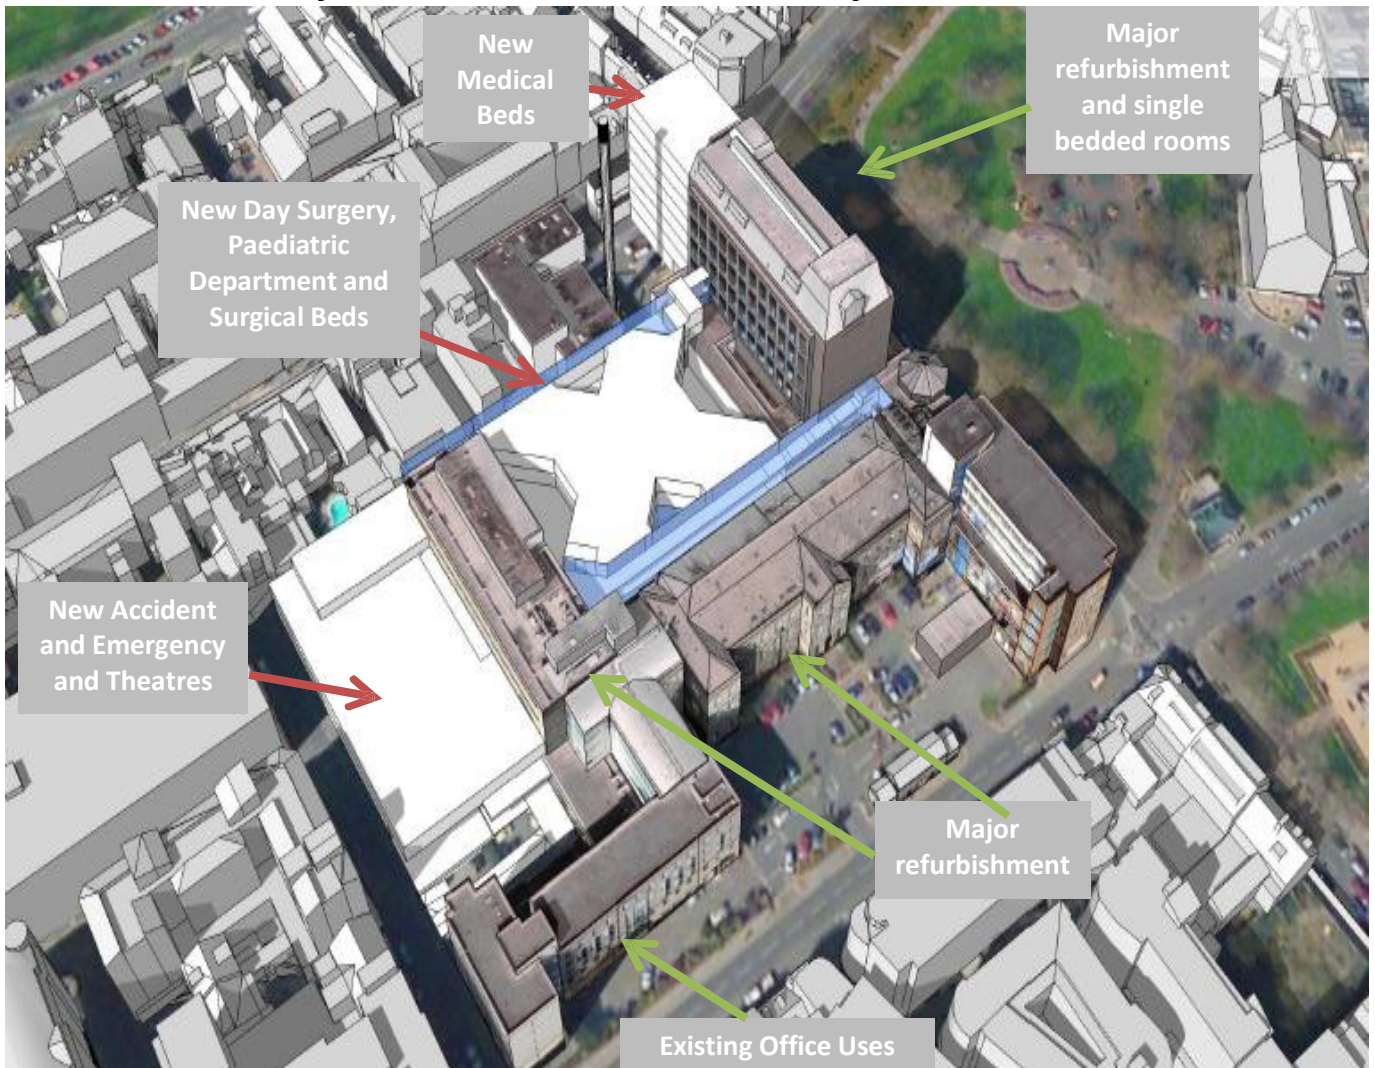 New
Medical
Beds
Major
refurbishment
and single
bedded rooms
New Day Surgery,
Paediatric
Department and
Surgical Beds
New Accident
and Emergency
and Theatres
Major
refurbishment
Existing Office Uses